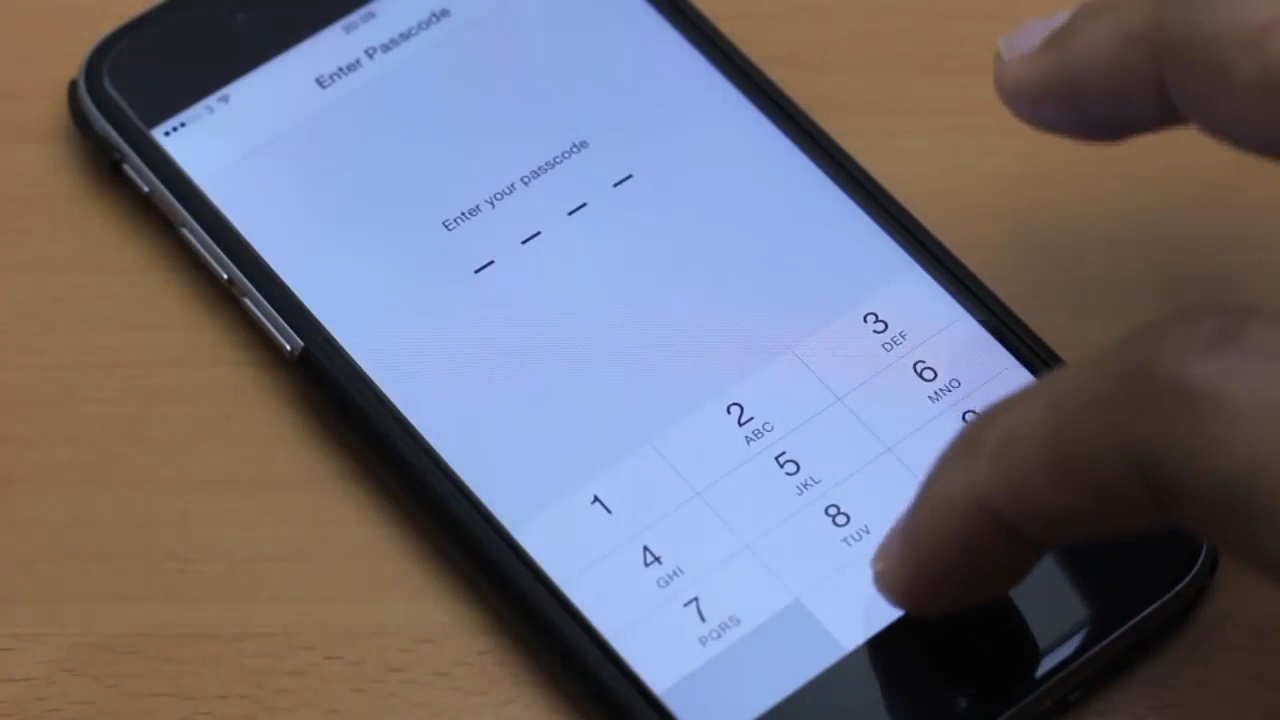 Enter Passcode
Enter your passcode
1
2
ABC
3
DEF
4
GHI
5
JKL
6
MNO
7
PQRS
8
TUV